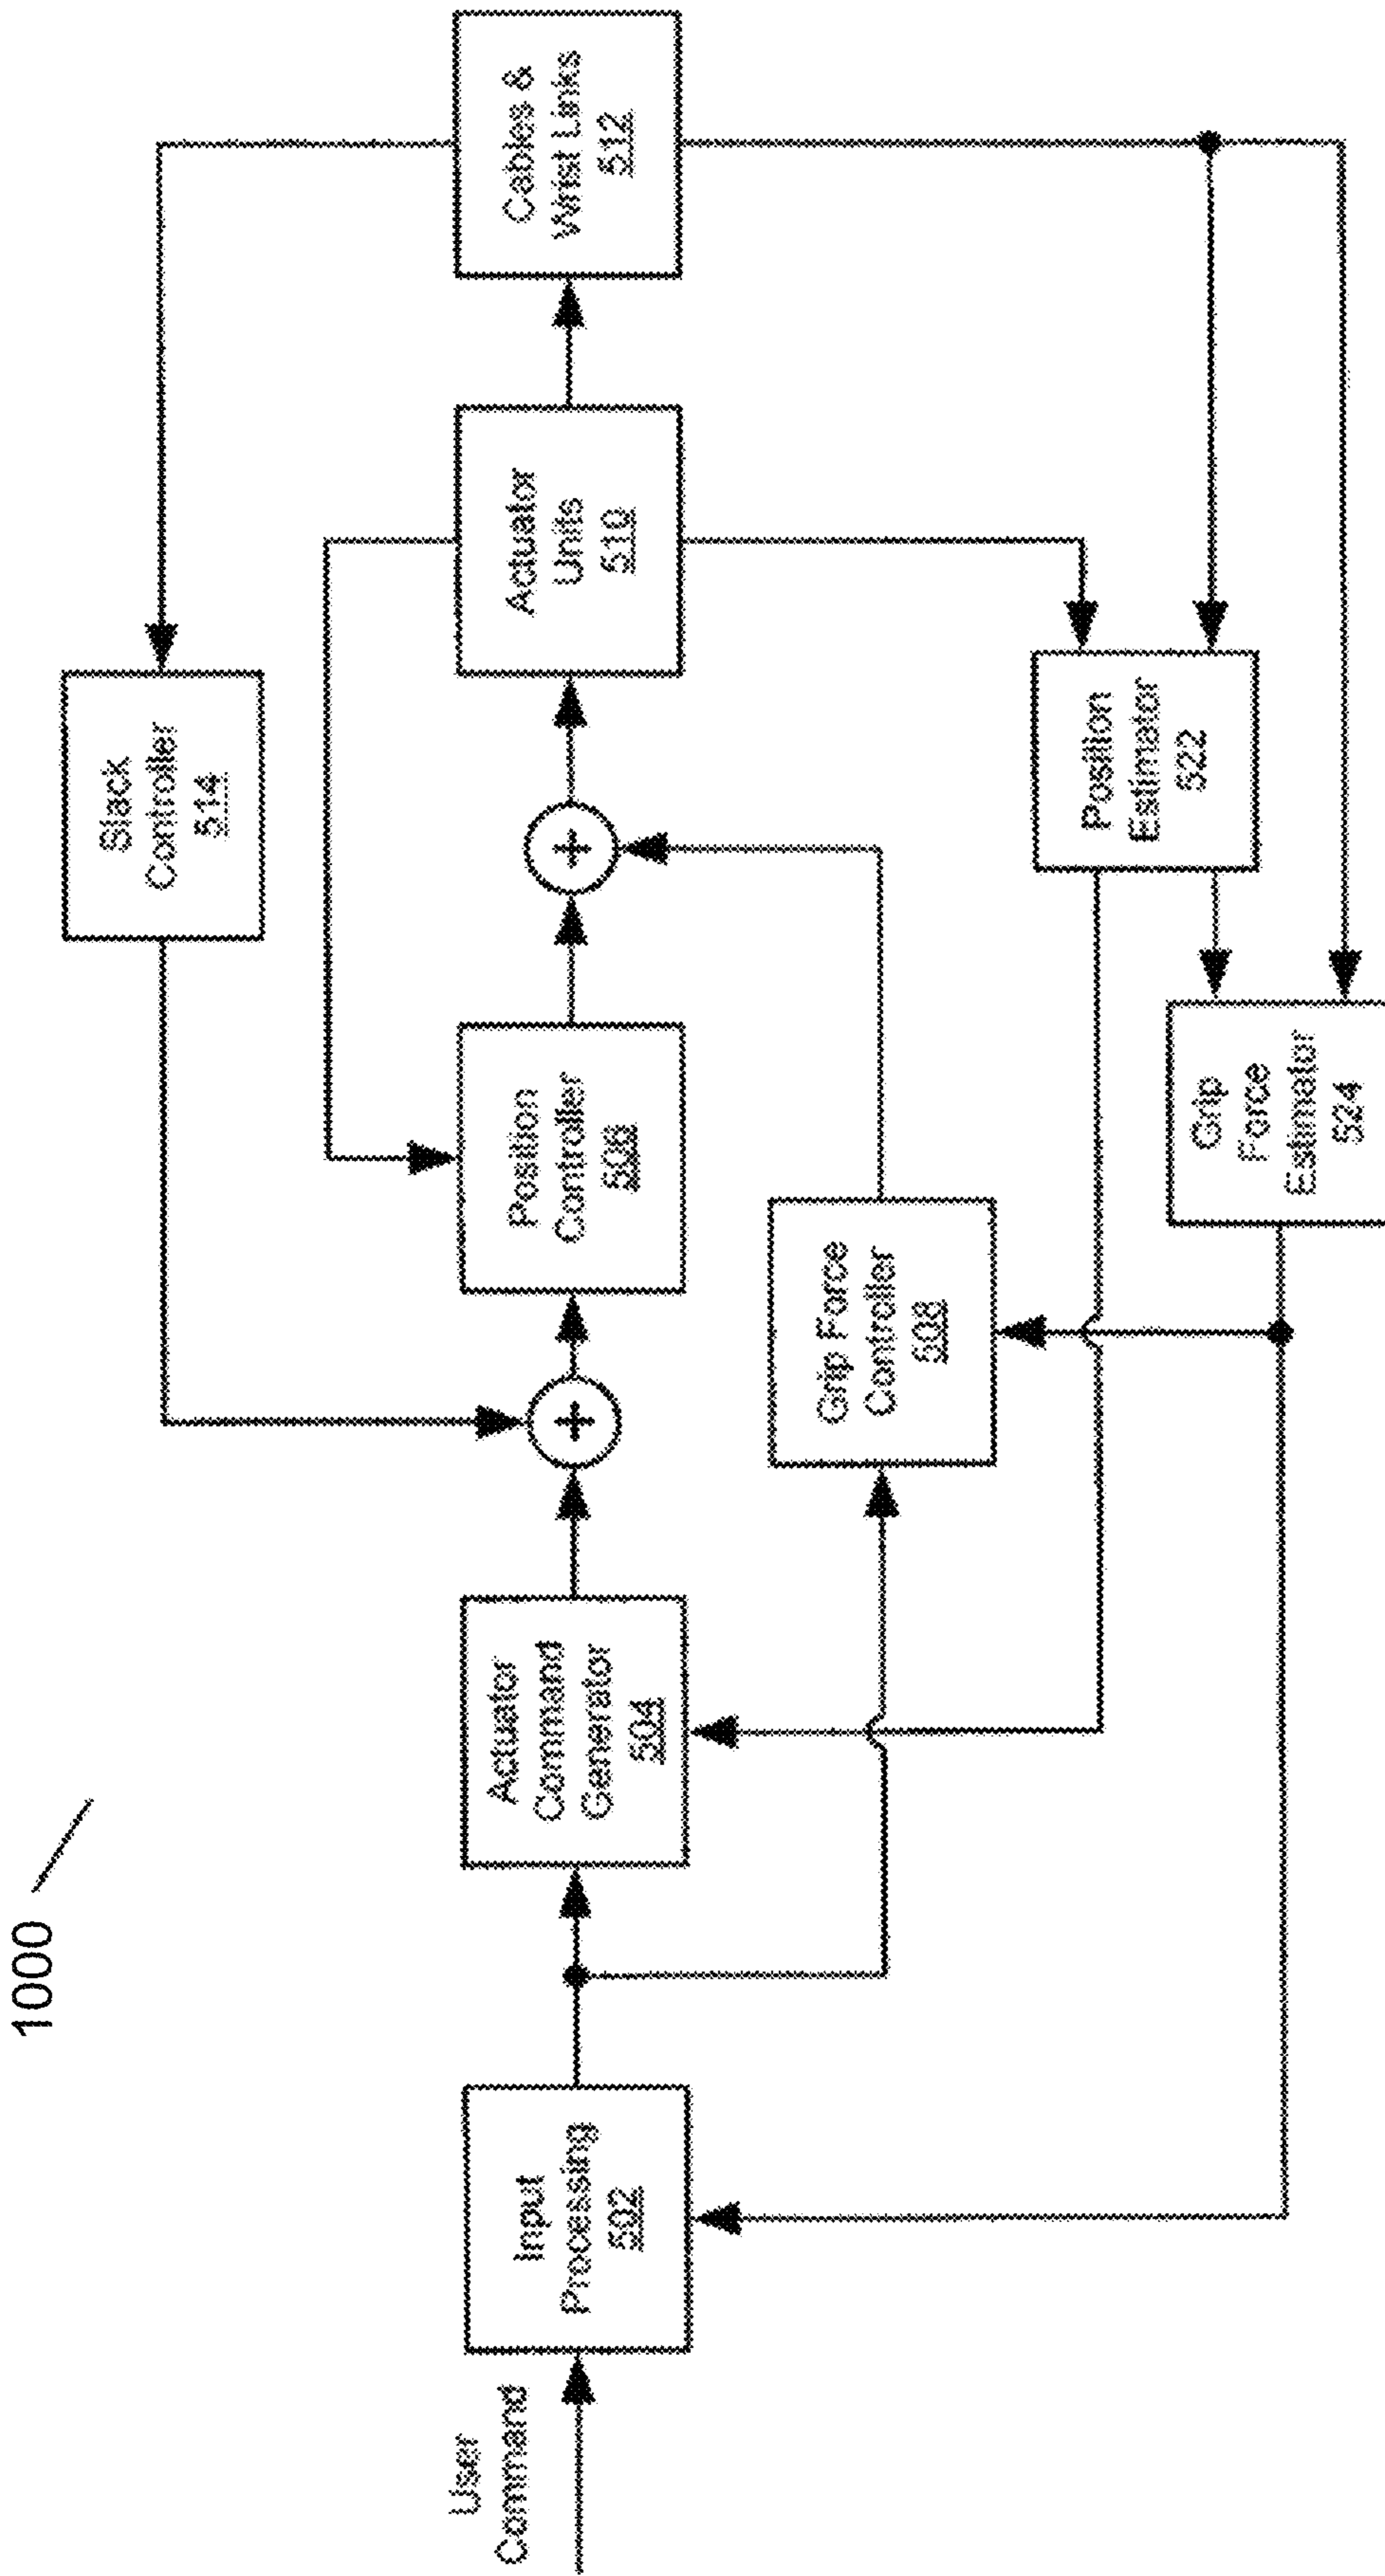 1000
User
Command
Input
Processing
502
Actuator
Command
Generator
504
Position
Controller
506
Actuator
Units
510
Cables &
Wrist Links
512
Slack
Controller
514
Grip Force
Controller
508
Position
Estimator
522
Grip
Force
Estimator
524
+
+